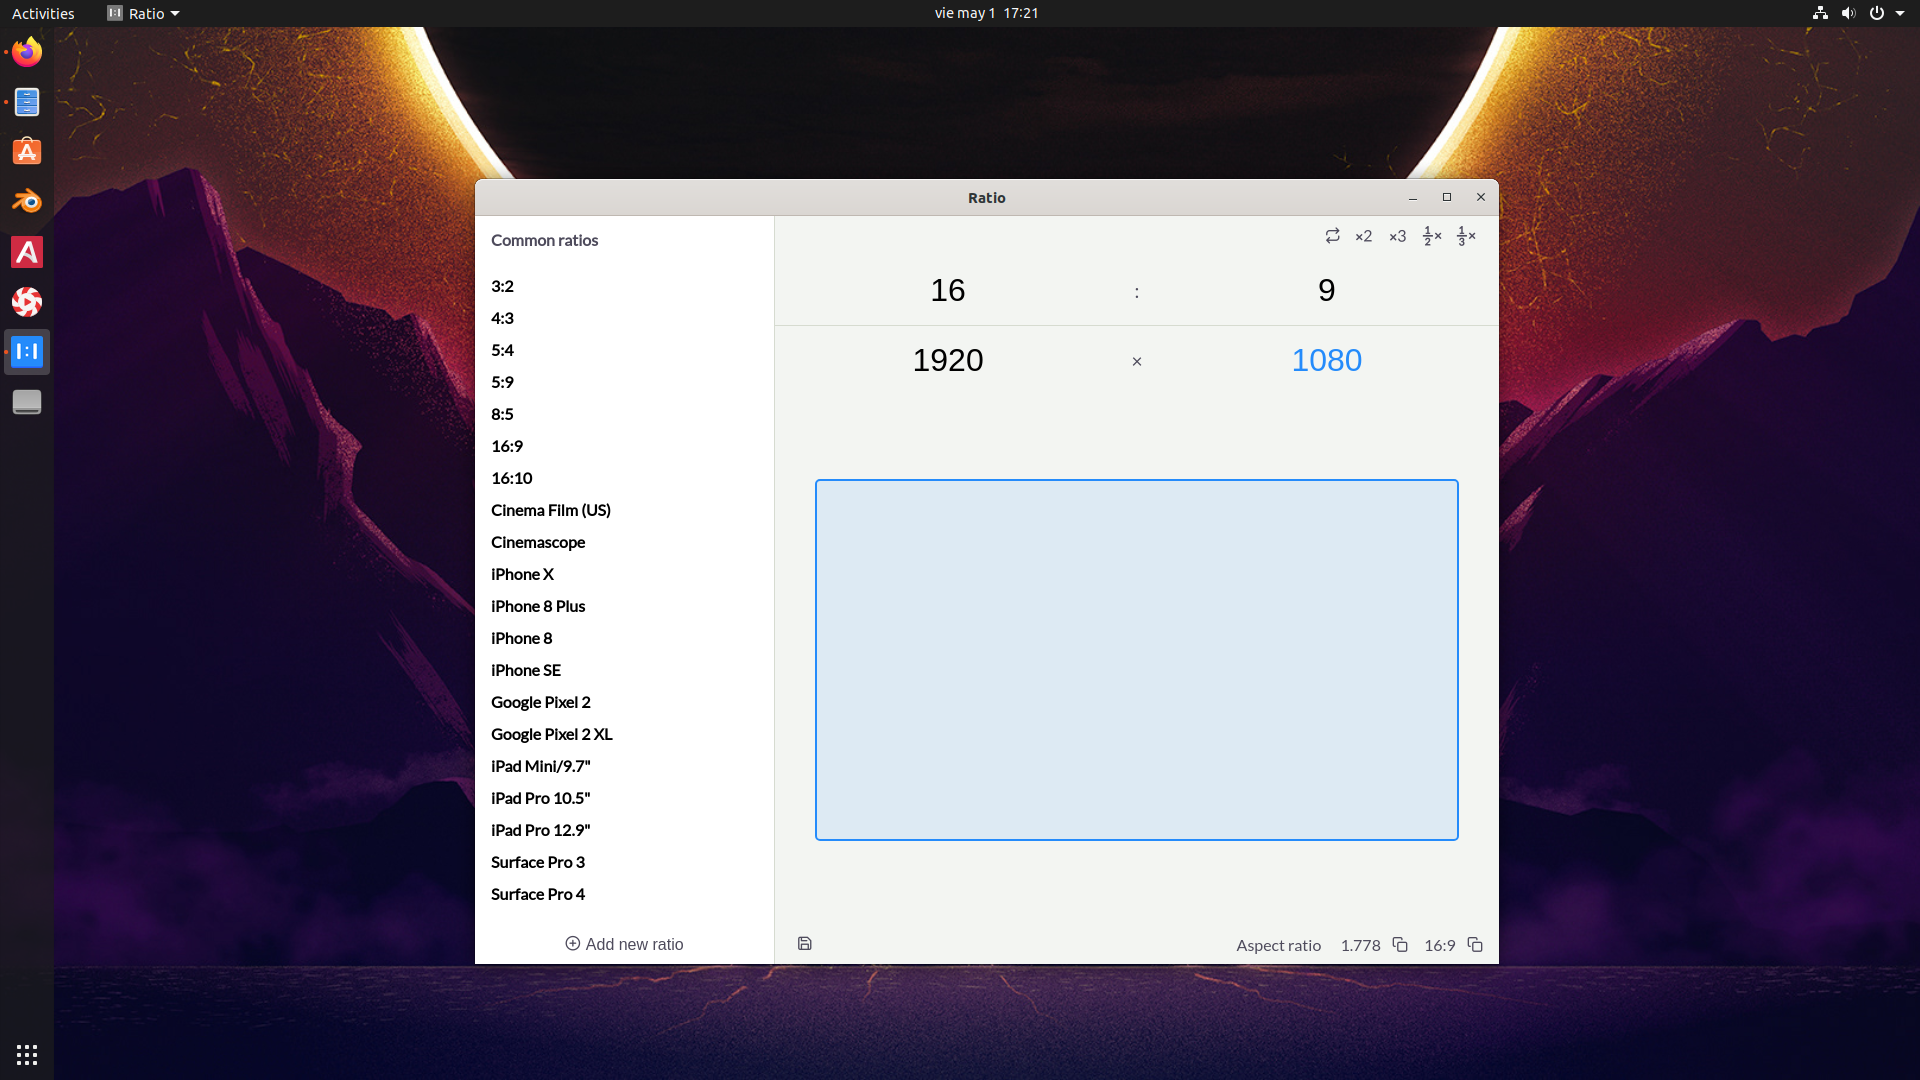 Activities
Ratio
vie may 1 17:21
Ratio
Common ratios
3:2
4:3
5:4
5:9
8:5
16:9
16:10
Cinema Film (US)
Cinemascope
iPhone X
iPhone 8 Plus
iPhone 8
iPhone SE
Google Pixel 2
Google Pixel 2 XL
iPad Mini/9.7"
iPad Pro 10.5"
iPad Pro 12.9"
Surface Pro 3
Surface Pro 4
Add new ratio
×2 ×3 ½× ⅓×
16 : 9
1920 × 1080
Aspect ratio 1.778 16:9